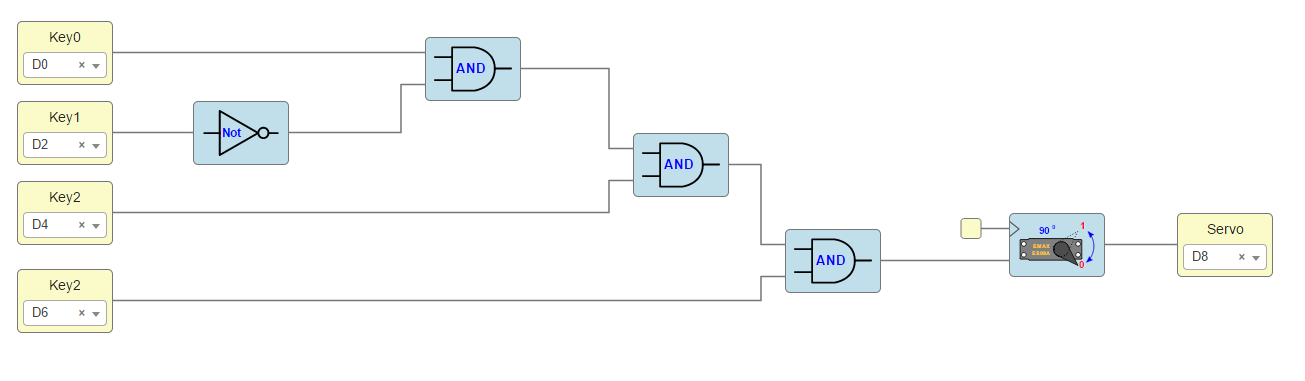 Key0
D0 ×
AND
Key1
D2 ×
Not
Key2
D4 ×
AND
Key2
D6 ×
AND
90 º
1
EMAX
ES08A
0
Servo
D8 ×